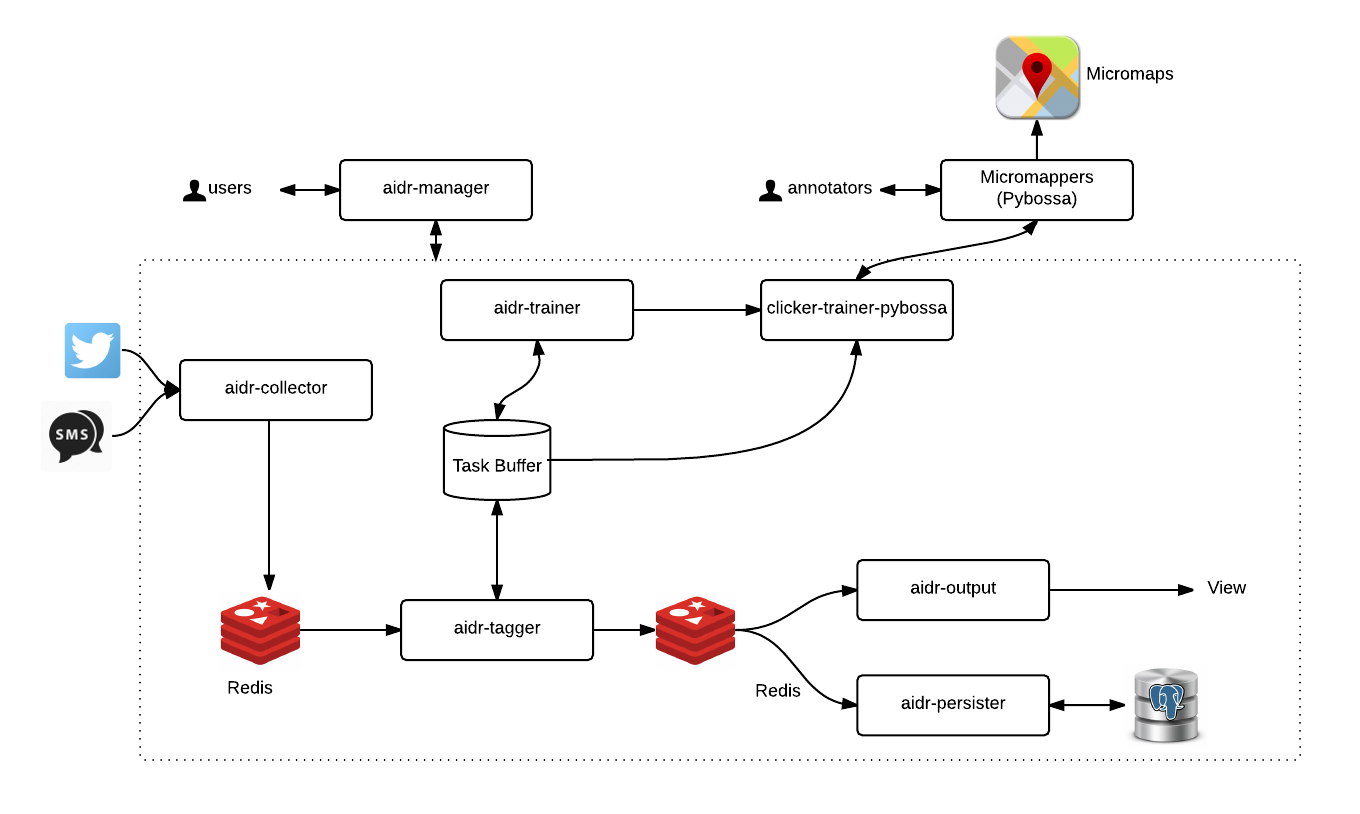 Micromaps
users
aidr-manager
annotators
Micromappers
(Pybossa)
aidr-trainer
clicker-trainer-pybossa
aidr-collector
SMS
Task Buffer
aidr-output
View
aidr-tagger
Redis
Redis
aidr-persister